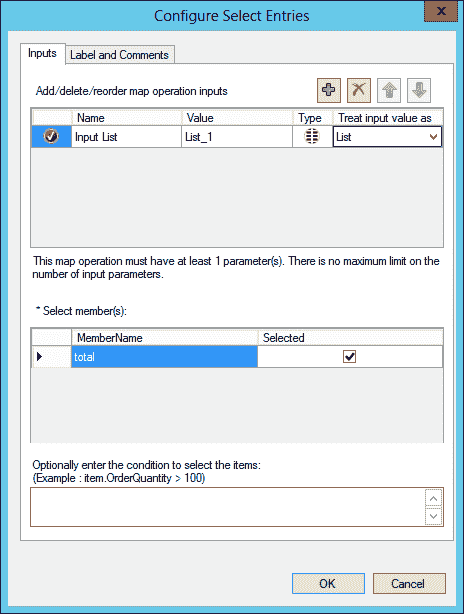 Configure Select Entries
x
Inputs
Label and Comments
Add/delete/reorder map operation inputs
Name Value Type Treat input value as
Input List List_1 List
This map operation must have at least 1 parameter(s). There is no maximum limit on the
number of input parameters.
* Select member(s):
MemberName Selected
total
Optionally enter the condition to select the items:
(Example : item.OrderQuantity > 100)
OK Cancel